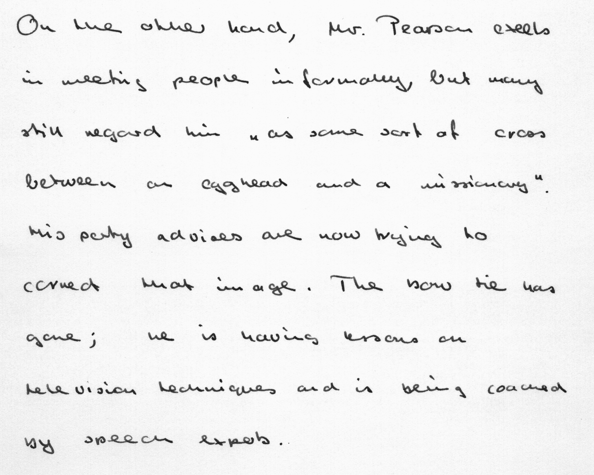 On the other hand, Mr. Pearson excels
in meeting people informally, but many
still regard him „as some sort of cross
between an egghead and a missionary".
His party advisers are now trying to
correct that image. The bow tie has
gone; he is having lessons on
television techniques and is being coached
by speech experts.